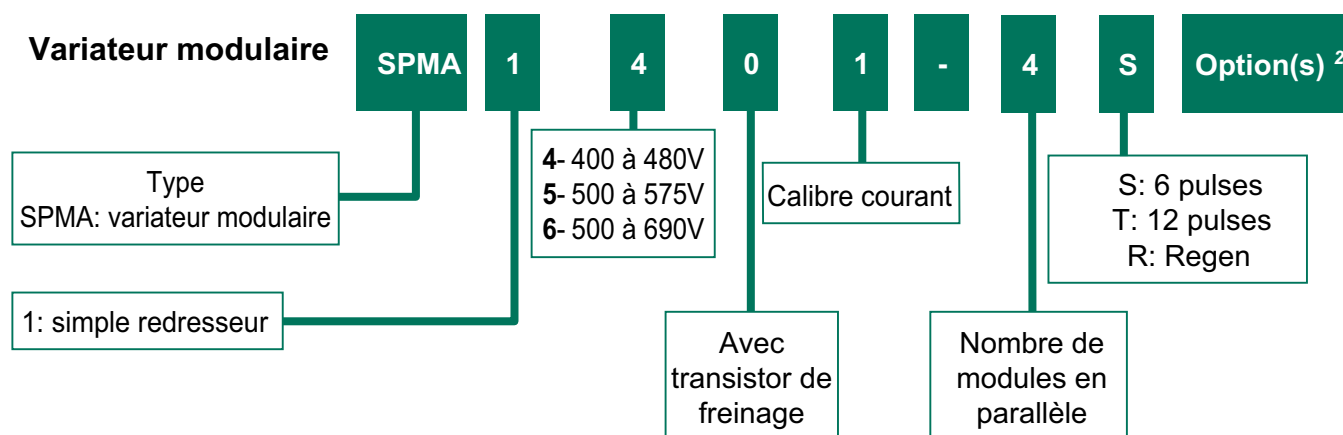 Variateur modulaire
SPMA 1 4 0 1 - 4 S Option(s) 2
Type
SPMA: variateur modulaire
4- 400 à 480V
5- 500 à 575V
6- 500 à 690V
Calibre courant
S: 6 pulses
T: 12 pulses
R: Regen
1: simple redresseur
Avec
transistor de
freinage
Nombre de
modules en
parallèle